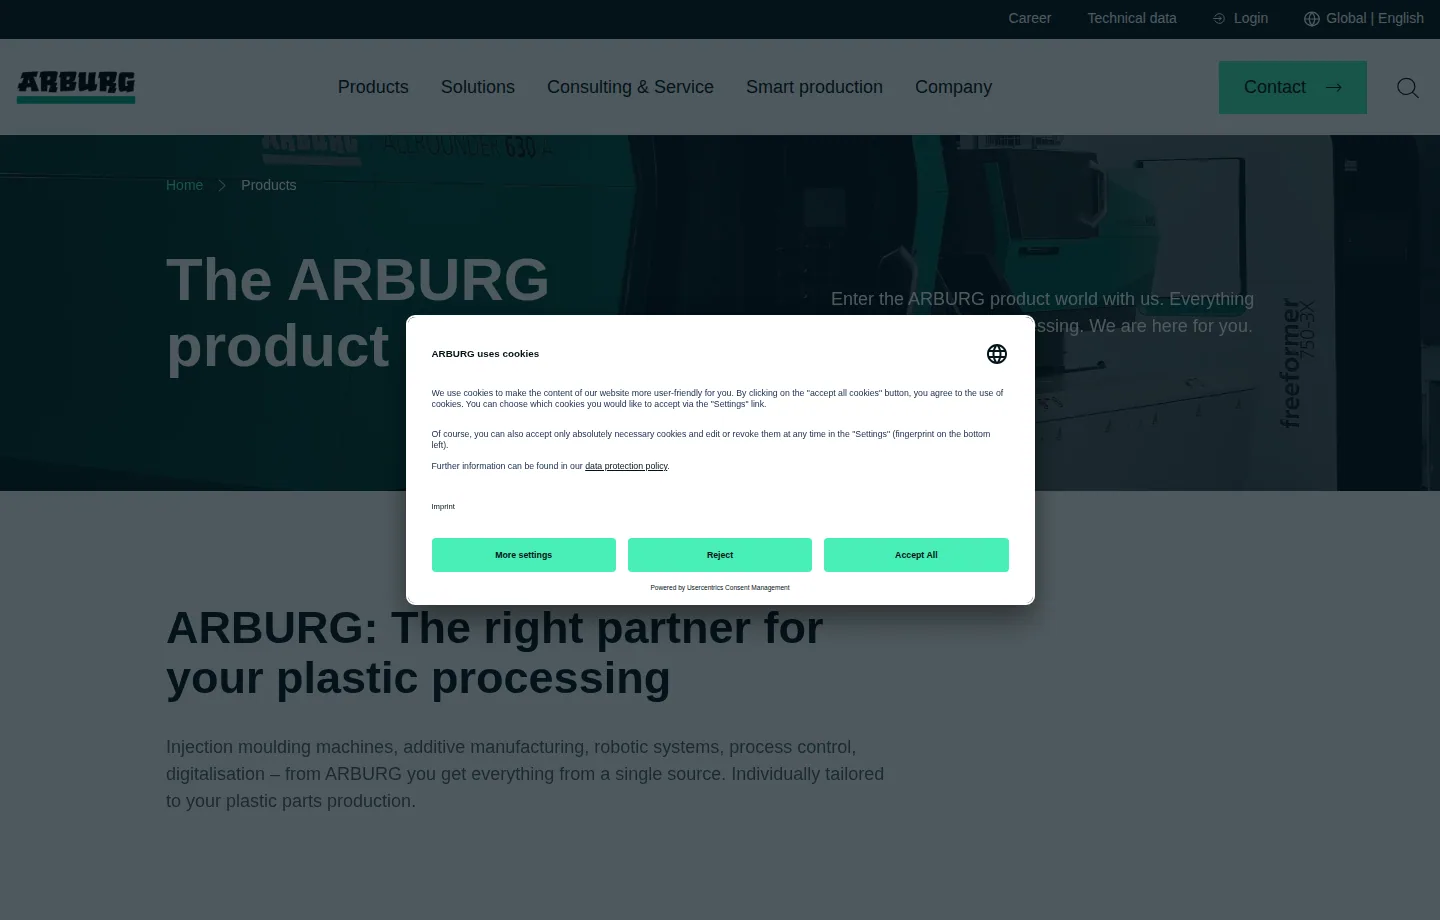 Career
Technical data
Login
Global | English
ARBURG
Products
Solutions
Consulting & Service
Smart production
Company
Contact
ARBURG ALLROUNDER 630 A
Home
Products
The ARBURG
product
Enter the ARBURG product world with us. Everything
We are here for you.
freeformer
750-3X
ARBURG uses cookies
We use cookies to make the content of our website more user-friendly for you. By clicking on the "accept all cookies" button, you agree to the use of
cookies. You can choose which cookies you would like to accept via the "Settings" link.
Of course, you can also accept only absolutely necessary cookies and edit or revoke them at any time in the "Settings" (fingerprint on the bottom
left).
Further information can be found in our data protection policy.
Imprint
More settings
Reject
Accept All
Powered by Usercentrics Consent Management
ARBURG: The right partner for
your plastic processing
Injection moulding machines, additive manufacturing, robotic systems, process control,
digitalisation – from ARBURG you get everything from a single source. Individually tailored
to your plastic parts production.